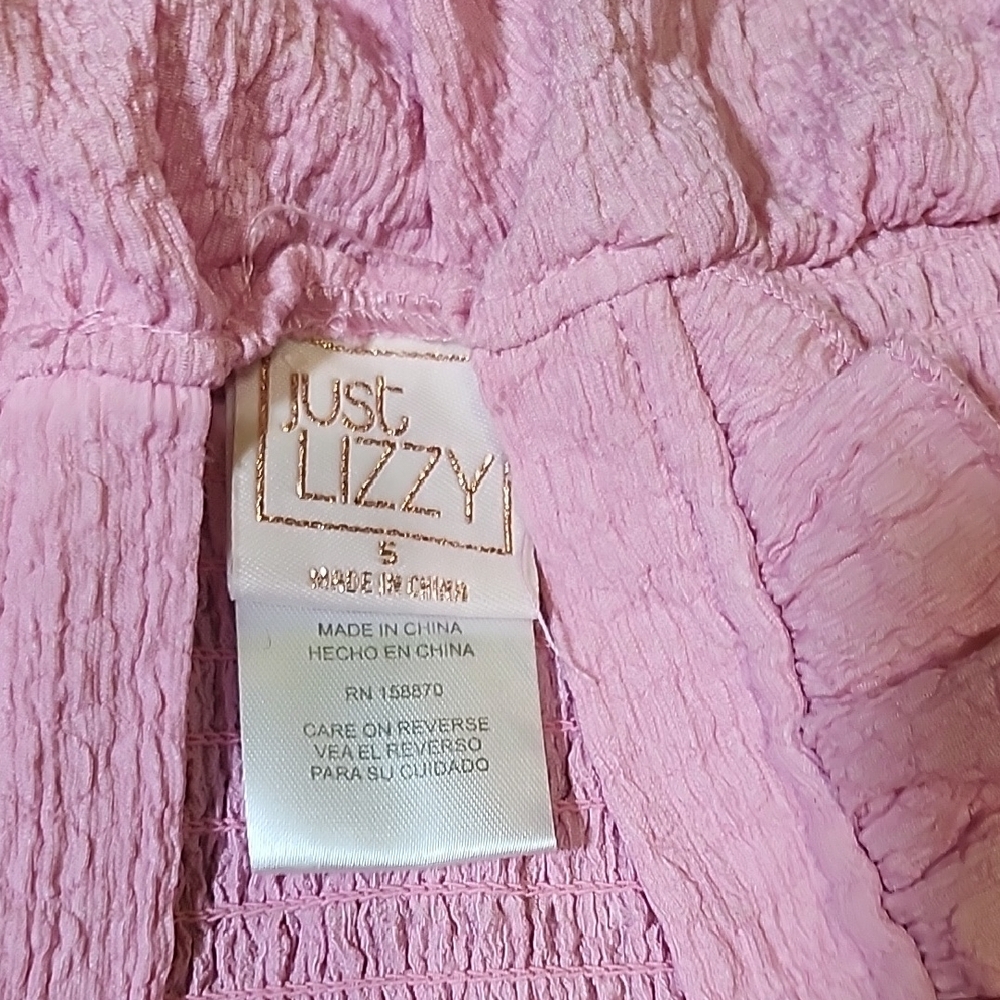 Just
LIZZY
S
MADE IN CHINA
MADE IN CHINA
HECHO EN CHINA
RN 158870
CARE ON REVERSE
VEA EL REVERSO
PARA SU CUIDADO